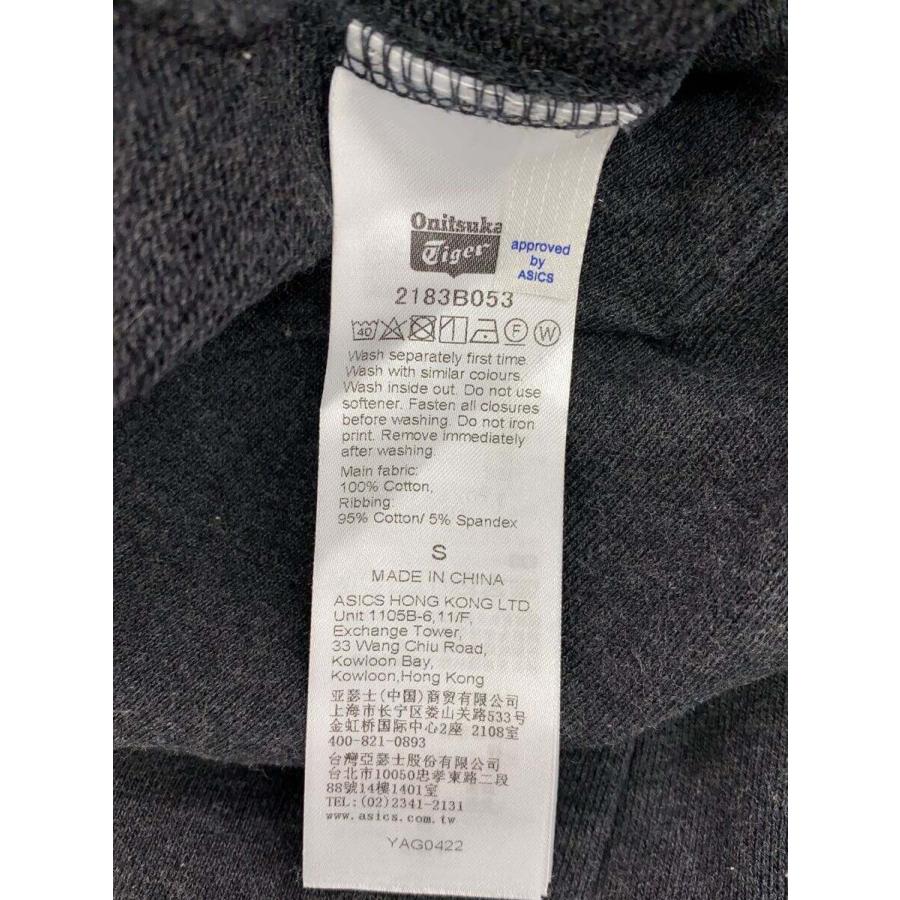 Onitsuka
Tiger
approved
by
ASICS
2183B053
40 F W
Wash separately first time.
Wash with similar colours.
Wash inside out. Do not use
softener. Fasten all closures
before washing. Do not iron
print. Remove immediately
after washing.
Main fabric:
100% Cotton,
Ribbing:
95% Cotton/ 5% Spandex
S
MADE IN CHINA
ASICS HONG KONG LTD.
Unit 1105B-6,11/F,
Exchange Tower,
33 Wang Chiu Road,
Kowloon Bay,
Kowloon,Hong Kong
亚瑟士(中国)商贸有限公司
上海市长宁区娄山关路533号
金虹桥国际中心2座 2108室
400-821-0893
台灣亞瑟士股份有限公司
台北市10050忠孝東路二段
88號14樓1401室
TEL:(02)2341-2131
www.asics.com.tw
YAG0422